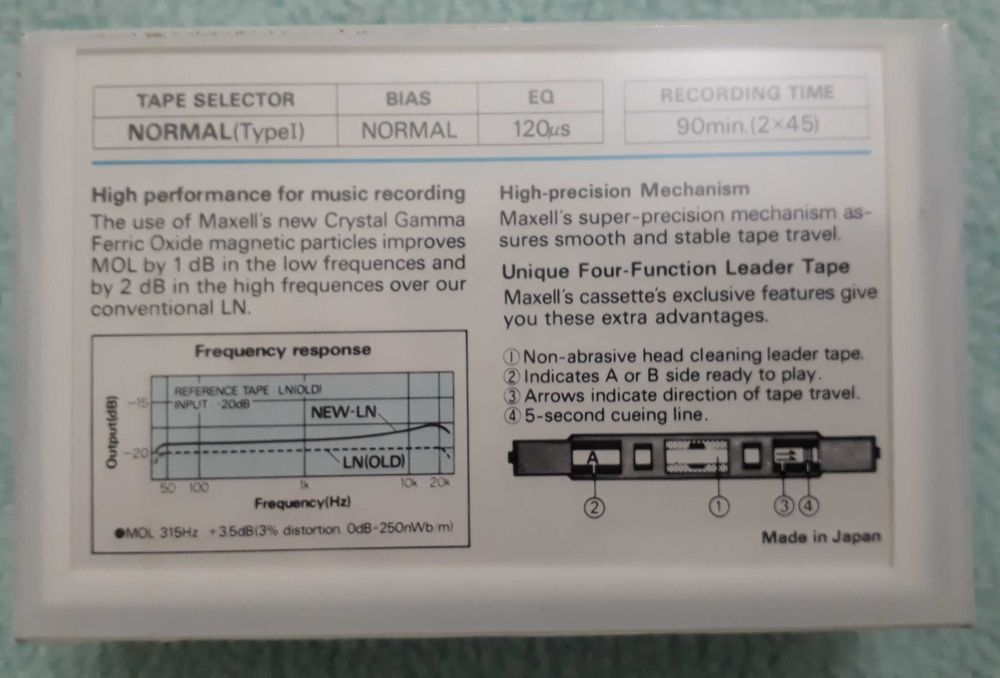 TAPE SELECTOR BIAS EQ RECORDING TIME
NORMAL(TypeI) NORMAL 120μs 90min.(2×45)
High performance for music recording
The use of Maxell's new Crystal Gamma
Ferric Oxide magnetic particles improves
MOL by 1 dB in the low frequences and
by 2 dB in the high frequences over our
conventional LN.
Frequency response
REFERENCE TAPE LN(OLD)
INPUT -20dB
NEW-LN
LN(OLD)
Output(dB)
-15
-20
50 100 1k 10k 20k
Frequency(Hz)
●MOL 315Hz +3.5dB(3% distortion 0dB=250nWb/m)
High-precision Mechanism
Maxell's super-precision mechanism as-
sures smooth and stable tape travel.
Unique Four-Function Leader Tape
Maxell's cassette's exclusive features give
you these extra advantages.
①Non-abrasive head cleaning leader tape.
②Indicates A or B side ready to play.
③Arrows indicate direction of tape travel.
④5-second cueing line.
A
② ① ③ ④
Made in Japan